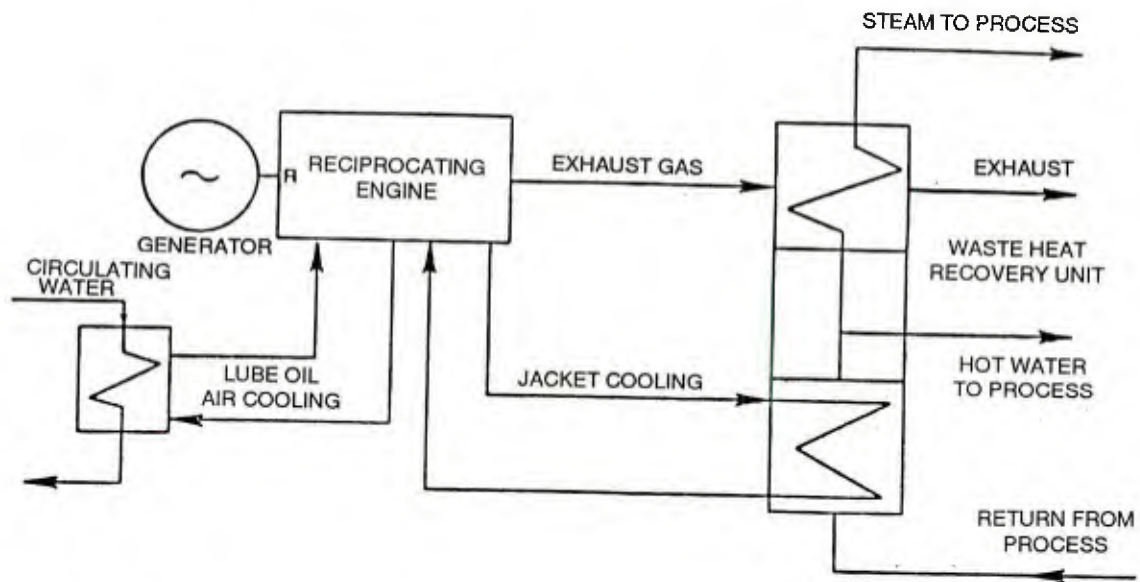 STEAM TO PROCESS
RECIPROCATING
ENGINE
EXHAUST GAS
EXHAUST
R
GENERATOR
WASTE HEAT
RECOVERY UNIT
CIRCULATING
WATER
HOT WATER
TO PROCESS
LUBE OIL
AIR COOLING
JACKET COOLING
RETURN FROM
PROCESS